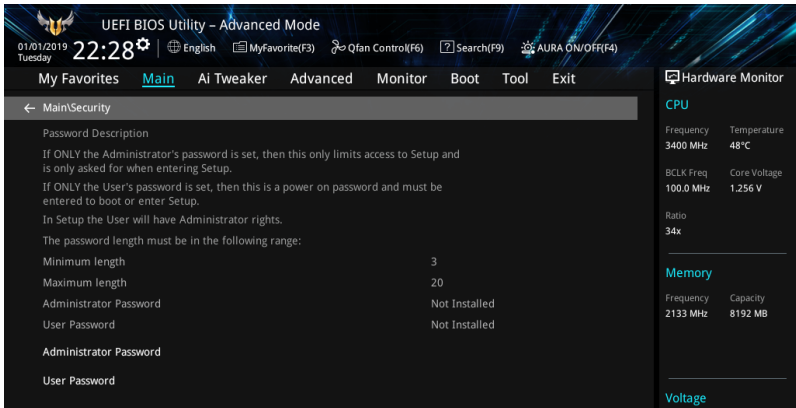 UEFI BIOS Utility – Advanced Mode
01/01/2019
Tuesday
22:28
English
MyFavorite(F3)
Qfan Control(F6)
? Search(F9)
AURA ON/OFF(F4)
My Favorites Main Ai Tweaker Advanced Monitor Boot Tool Exit
Main\Security
Password Description
If ONLY the Administrator's password is set, then this only limits access to Setup and
is only asked for when entering Setup.
If ONLY the User's password is set, then this is a power on password and must be
entered to boot or enter Setup.
In Setup the User will have Administrator rights.
The password length must be in the following range:
Minimum length 3
Maximum length 20
Administrator Password Not Installed
User Password Not Installed
Administrator Password
User Password
Hardware Monitor
CPU
Frequency Temperature
3400 MHz 48°C
BCLK Freq Core Voltage
100.0 MHz 1.256 V
Ratio
34x
Memory
Frequency Capacity
2133 MHz 8192 MB
Voltage